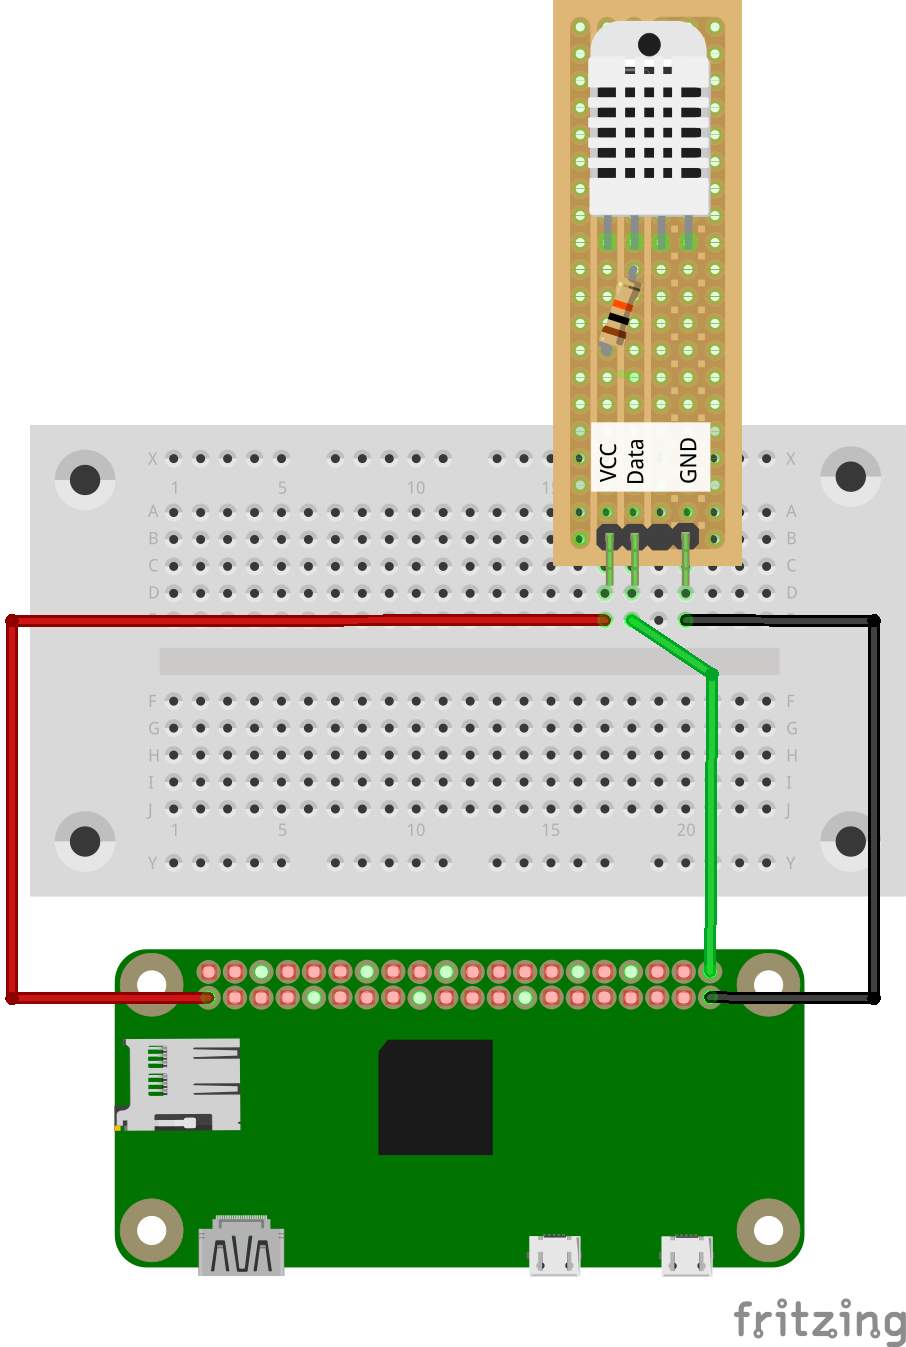 VCC Data GND
X X
1 5 10 15
A A
B B
C C
D D
F F
G G
H H
I I
J J
1 5 10 15 20
Y Y
fritzing